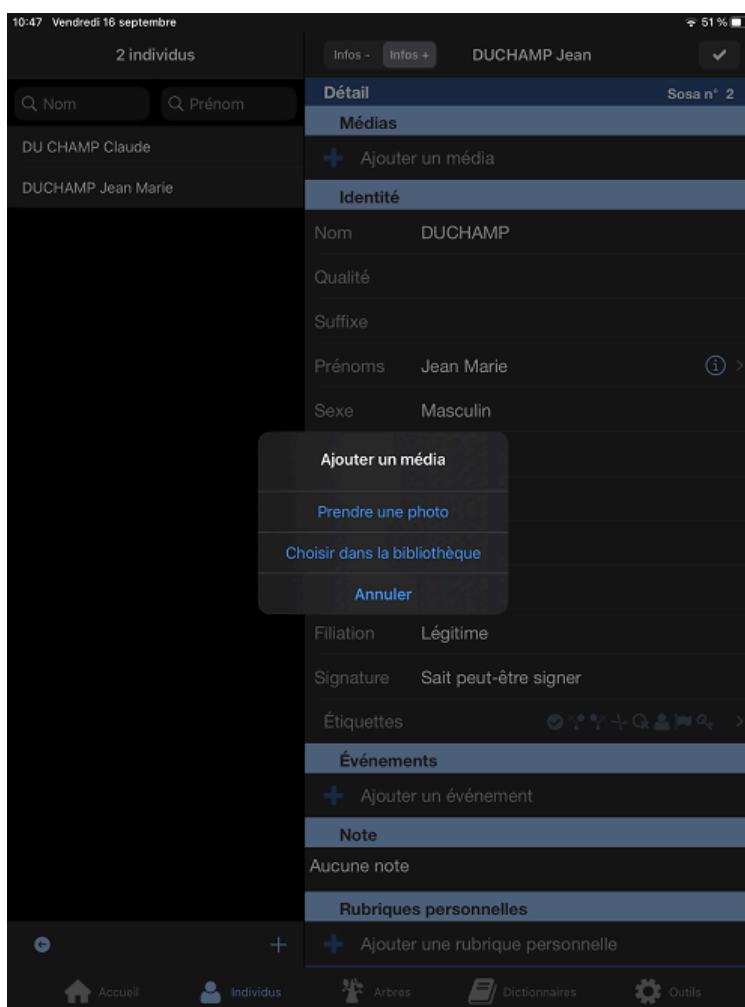 10:47 Vendredi 16 septembre
51 %
2 individus
Nom
Prénom
DU CHAMP Claude
DUCHAMP Jean Marie
Infos -
Infos +
DUCHAMP Jean
Détail
Sosa n° 2
Médias
Ajouter un média
Identité
Nom DUCHAMP
Qualité
Suffixe
Prénoms Jean Marie
Sexe Masculin
Ajouter un média
Prendre une photo
Choisir dans la bibliothèque
Annuler
Filiation Légitime
Signature Sait peut-être signer
Étiquettes
Événements
Ajouter un événement
Note
Aucune note
Rubriques personnelles
Ajouter une rubrique personnelle
Accueil
Individus
Arbres
Dictionnaires
Outils